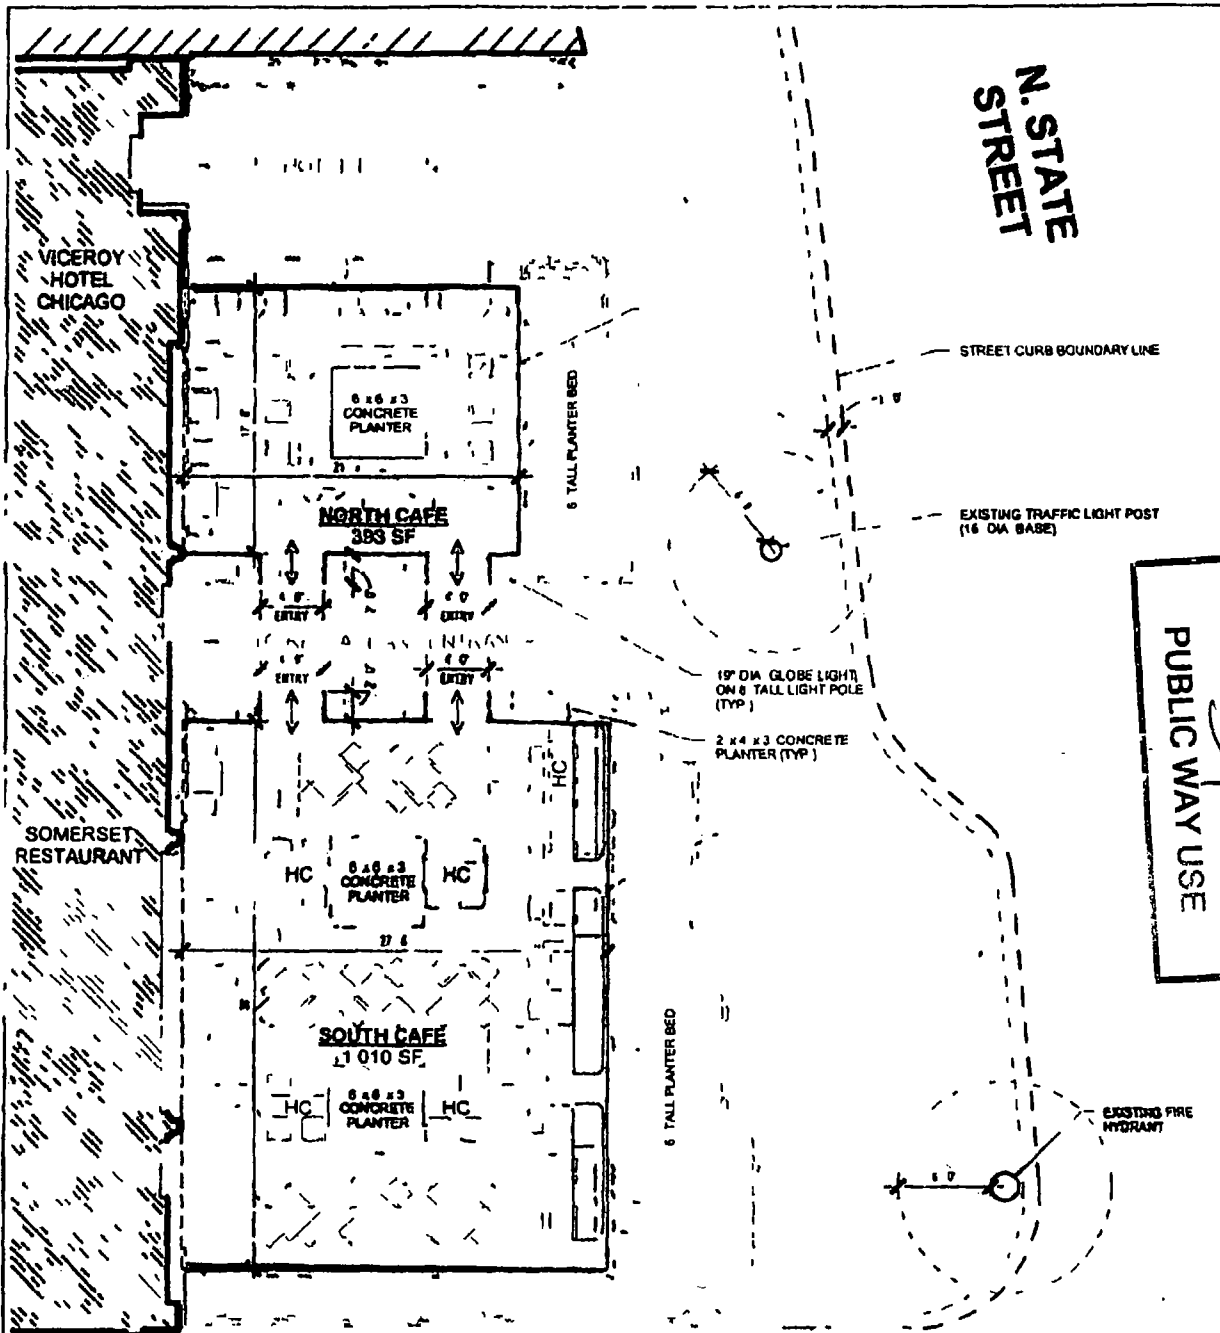 N. STATE
STREET
VICEROY
HOTEL
CHICAGO
STREET CURB BOUNDARY LINE
6 x 6 x 3
CONCRETE
PLANTER
6 TALL PLANTER BED
NORTH CAFE
393 SF
EXISTING TRAFFIC LIGHT POST
(16 DIA BASE)
ENTRY
ENTRY
ENTRY
ENTRY
19" DIA GLOBE LIGHT
ON 8 TALL LIGHT POLE
(TYP )
2 x 4 x 3 CONCRETE
PLANTER (TYP )
PUBLIC WAY USE
HC
SOMERSET
RESTAURANT
HC
6 x 6 x 3
CONCRETE
PLANTER
HC
27 6
SOUTH CAFE
1 010 SF
6 TALL PLANTER BED
HC
6 x 6 x 3
CONCRETE
PLANTER
HC
EXISTING FIRE
HYDRANT